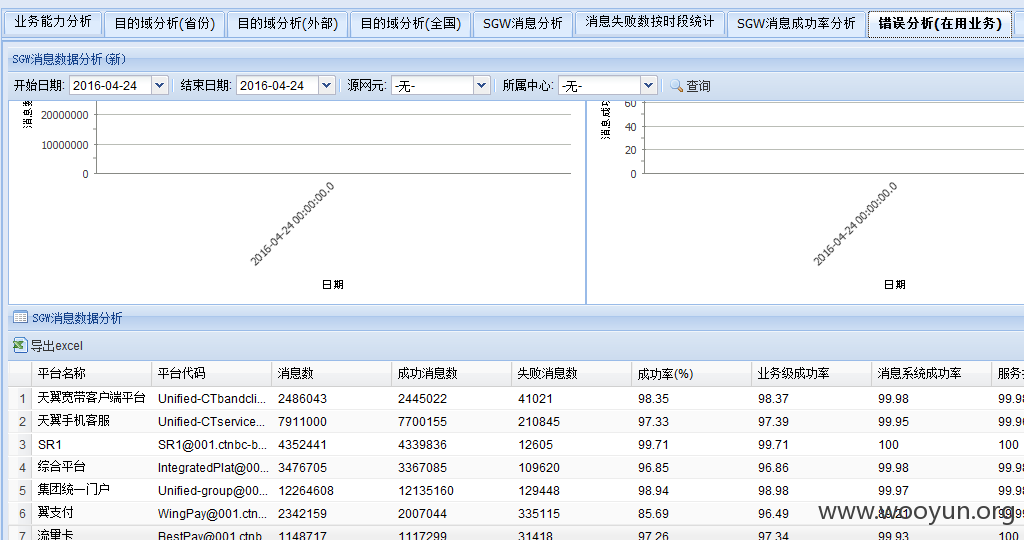 业务能力分析 目的域分析(省份) 目的域分析(外部) 目的域分析(全国) SGW消息分析 消息失败数按时段统计 SGW消息成功率分析 错误分析(在用业务)
SGW消息数据分析(新)
开始日期: 2016-04-24 结束日期: 2016-04-24 源网元: -无- 所属中心: -无- 查询
20000000
10000000
0
消息
2016-04-24 00:00:00.0
日期
60
40
20
0
消息成
2016-04-24 00:00:00.0
日期
SGW消息数据分析
导出excel
平台名称 平台代码 消息数 成功消息数 失败消息数 成功率(%) 业务级成功率 消息系统成功率 服务
1 天翼宽带客户端平台 Unified-CTbandcli... 2486043 2445022 41021 98.35 98.37 99.98 99.98
2 天翼手机客服 Unified-CTservice... 7911000 7700155 210845 97.33 97.39 99.95
3 SR1 SR1@001.ctnbc-b... 4352441 4339836 12605 99.71 99.71 100 100
4 综合平台 IntegratedPlat@00... 3476705 3367085 109620 96.85 96.86 99.98 99.98
5 集团统一门户 Unified-group@00... 12264608 12135160 129448 98.94 98.98 99.97 99.98
6 翼支付 WingPay@001.ctn... 2342159 2007044 335115 85.69 96.49
7 流量卡 BestPay@001.ctnb 1148717 1117299 31418 97.26 97.34 99.93 100
www.wooyun.org